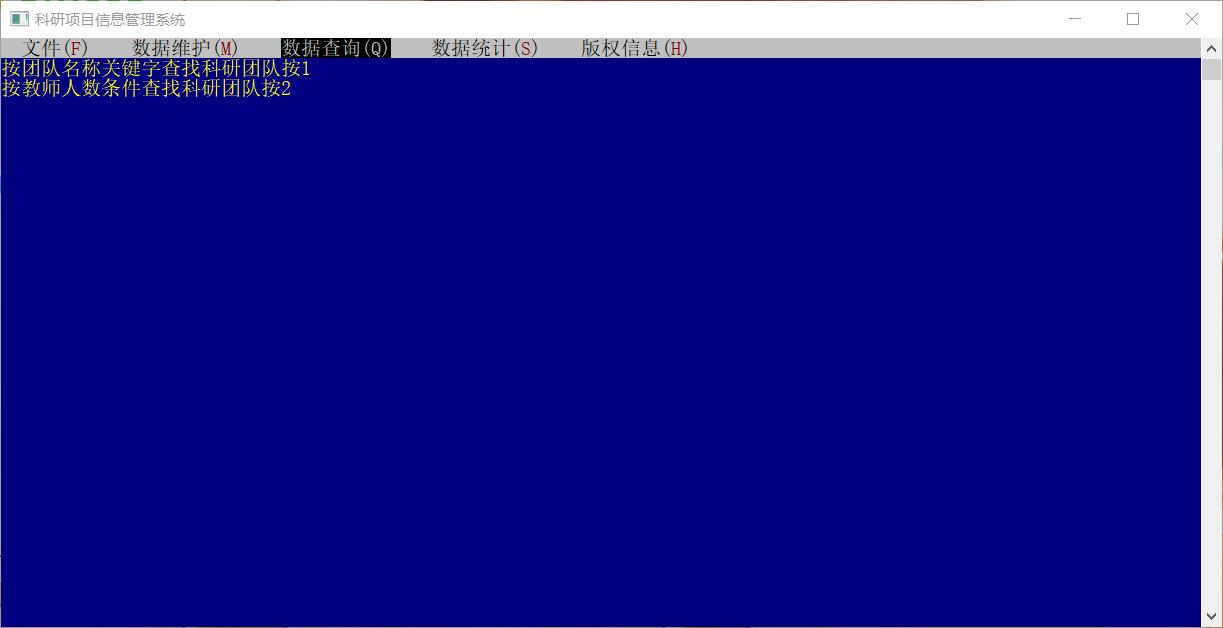 科研项目信息管理系统
文件(F) 数据维护(M) 数据查询(Q) 数据统计(S) 版权信息(H)
按团队名称关键字查找科研团队按1
按教师人数条件查找科研团队按2